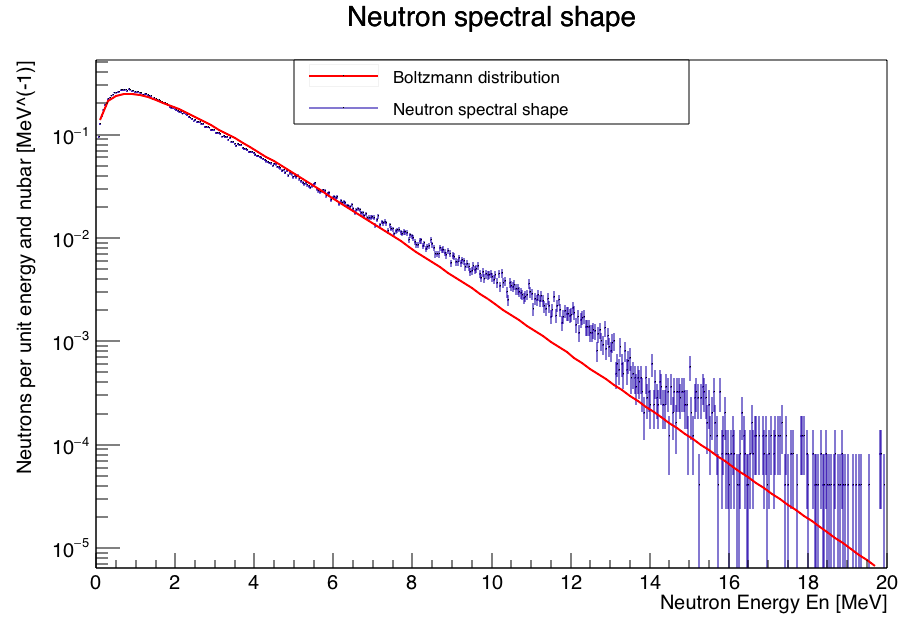 Neutron spectral shape
Boltzmann distribution
Neutron spectral shape
Neutrons per unit energy and nubar [MeV^(-1)]
10⁻¹
10⁻²
10⁻³
10⁻⁴
10⁻⁵
0 2 4 6 8 10 12 14 16 18 20
Neutron Energy En [MeV]